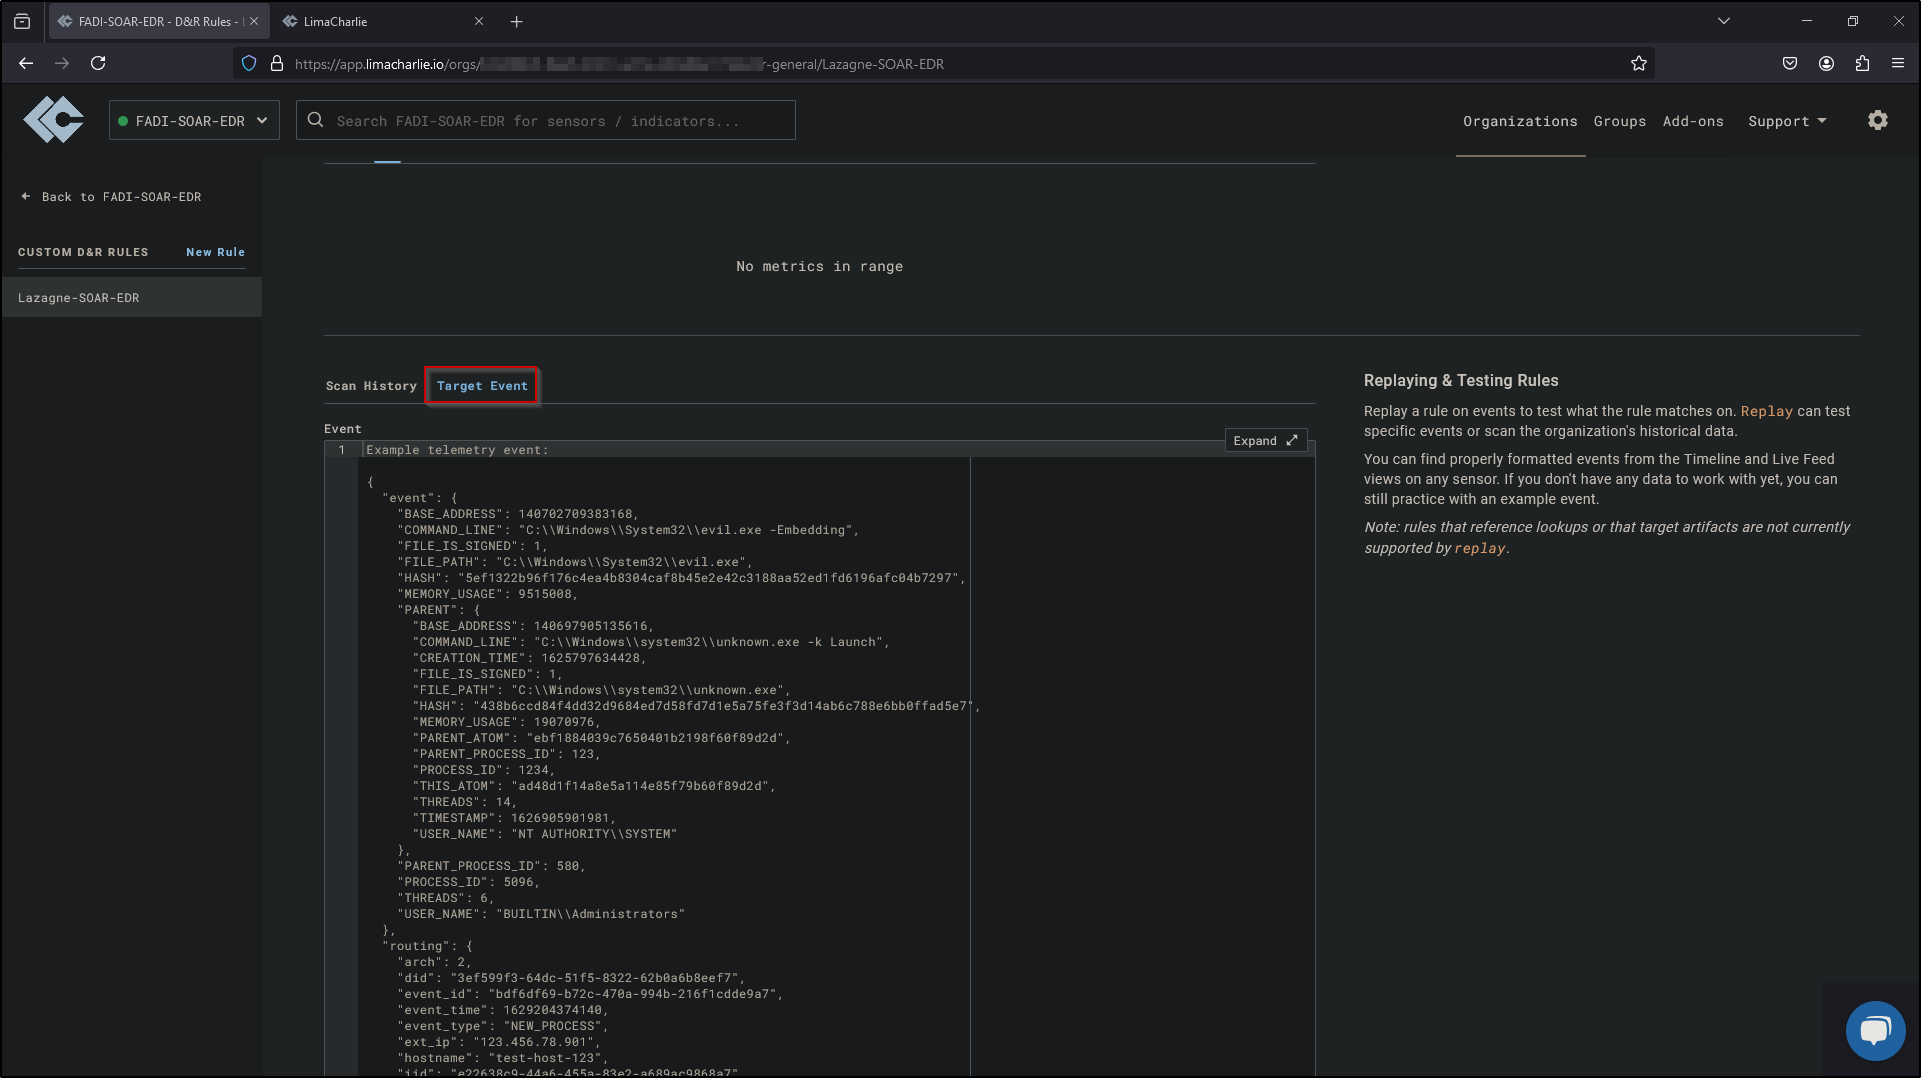 FADI-SOAR-EDR - D&R Rules - L
LimaCharlie
https://app.limacharlie.io/orgs/ r-general/Lazagne-SOAR-EDR
FADI-SOAR-EDR
Search FADI-SOAR-EDR for sensors / indicators...
Organizations
Groups
Add-ons
Support
Back to FADI-SOAR-EDR
CUSTOM D&R RULES
New Rule
Lazagne-SOAR-EDR
No metrics in range
Scan History
Target Event
Event
Expand
1 Example telemetry event:
{
"event": {
"BASE_ADDRESS": 140702709383168,
"COMMAND_LINE": "C:\\Windows\\System32\\evil.exe -Embedding",
"FILE_IS_SIGNED": 1,
"FILE_PATH": "C:\\Windows\\System32\\evil.exe",
"HASH": "5ef1322b96f176c4ea4b8304caf8b45e2e42c3188aa52ed1fd6196afc04b7297",
"MEMORY_USAGE": 9515008,
"PARENT": {
"BASE_ADDRESS": 140697905135616,
"COMMAND_LINE": "C:\\Windows\\system32\\unknown.exe -k Launch",
"CREATION_TIME": 1625797634428,
"FILE_IS_SIGNED": 1,
"FILE_PATH": "C:\\Windows\\system32\\unknown.exe",
"HASH": "438b6ccd84f4dd32d9684ed7d58fd7d1e5a75fe3f3d14ab6c788e6bb0ffad5e7",
"MEMORY_USAGE": 19070976,
"PARENT_ATOM": "ebf1884039c7650401b2198f60f89d2d",
"PARENT_PROCESS_ID": 123,
"PROCESS_ID": 1234,
"THIS_ATOM": "ad48d1f14a8e5a114e85f79b60f89d2d",
"THREADS": 14,
"TIMESTAMP": 1626905901981,
"USER_NAME": "NT AUTHORITY\\SYSTEM"
},
"PARENT_PROCESS_ID": 580,
"PROCESS_ID": 5096,
"THREADS": 6,
"USER_NAME": "BUILTIN\\Administrators"
},
"routing": {
"arch": 2,
"did": "3ef599f3-64dc-51f5-8322-62b0a6b8eef7",
"event_id": "bdf6df69-b72c-470a-994b-216f1cdde9a7",
"event_time": 1629204374140,
"event_type": "NEW_PROCESS",
"ext_ip": "123.456.78.901",
"hostname": "test-host-123",
"iid": "e22638c9-44a6-455a-83e2-a689ac9868a7",
Replaying & Testing Rules
Replay a rule on events to test what the rule matches on. Replay can test
specific events or scan the organization's historical data.
You can find properly formatted events from the Timeline and Live Feed
views on any sensor. If you don't have any data to work with yet, you can
still practice with an example event.
Note: rules that reference lookups or that target artifacts are not currently
supported by replay.